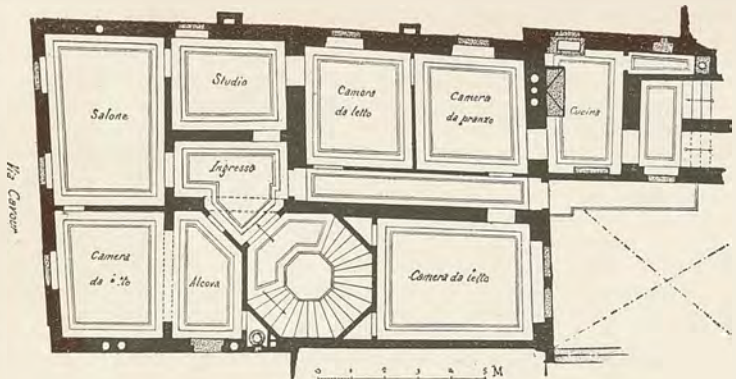 Salone
Studio
Camera
da letto
Camera
da pranzo
Cucina
Ingresso
Via Cavour
Camera
da
Alcova
Camera da letto
0 1 2 3 4 5 M